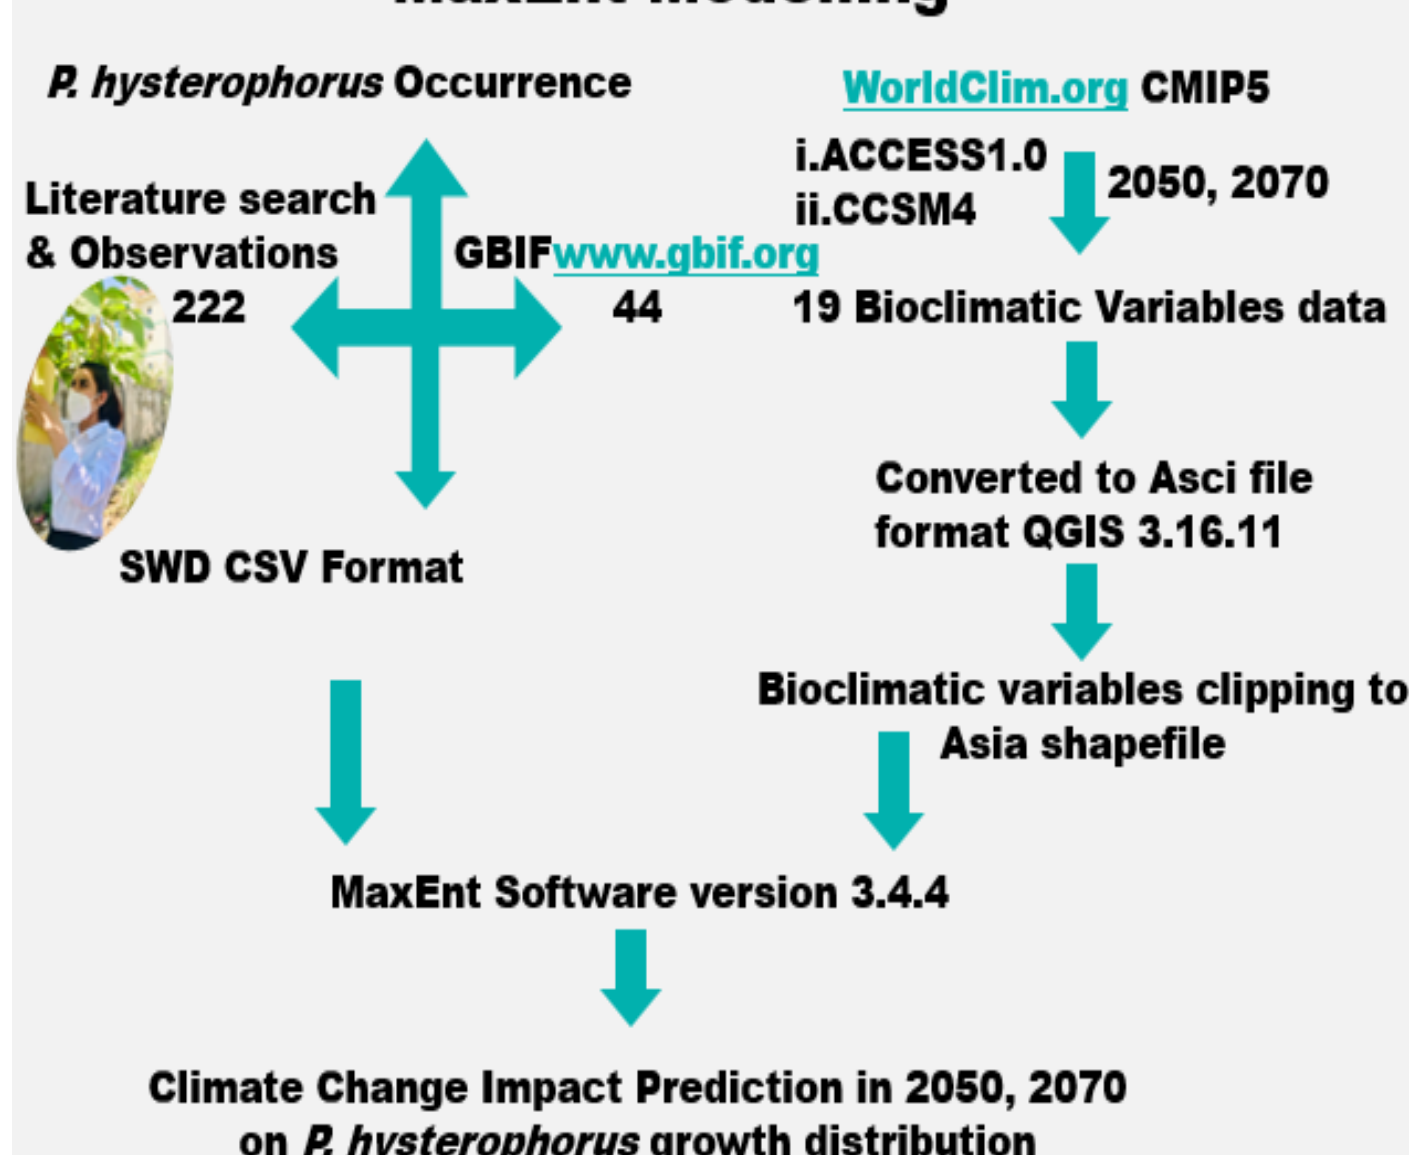 MaxEnt Modelling
P. hysterophorus Occurrence
Literature search
& Observations
222
GBIFwww.gbif.org
44
SWD CSV Format
WorldClim.org CMIP5
i.ACCESS1.0
ii.CCSM4
2050, 2070
19 Bioclimatic Variables data
Converted to Asci file
format QGIS 3.16.11
Bioclimatic variables clipping to
Asia shapefile
MaxEnt Software version 3.4.4
Climate Change Impact Prediction in 2050, 2070
on P. hysterophorus growth distribution